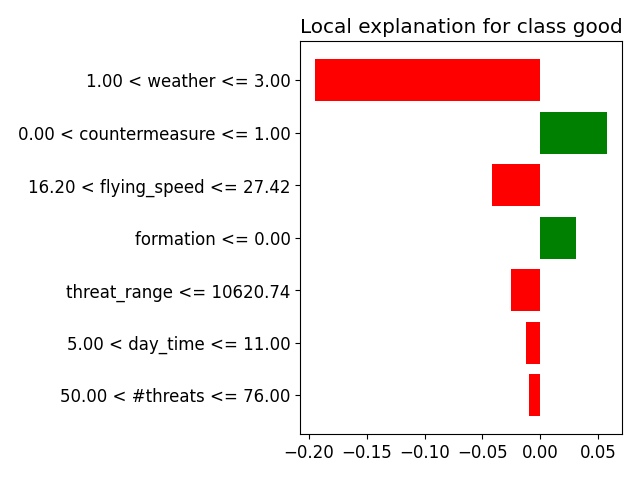 Local explanation for class good
1.00 < weather <= 3.00
0.00 < countermeasure <= 1.00
16.20 < flying_speed <= 27.42
formation <= 0.00
threat_range <= 10620.74
5.00 < day_time <= 11.00
50.00 < #threats <= 76.00
−0.20 −0.15 −0.10 −0.05 0.00 0.05